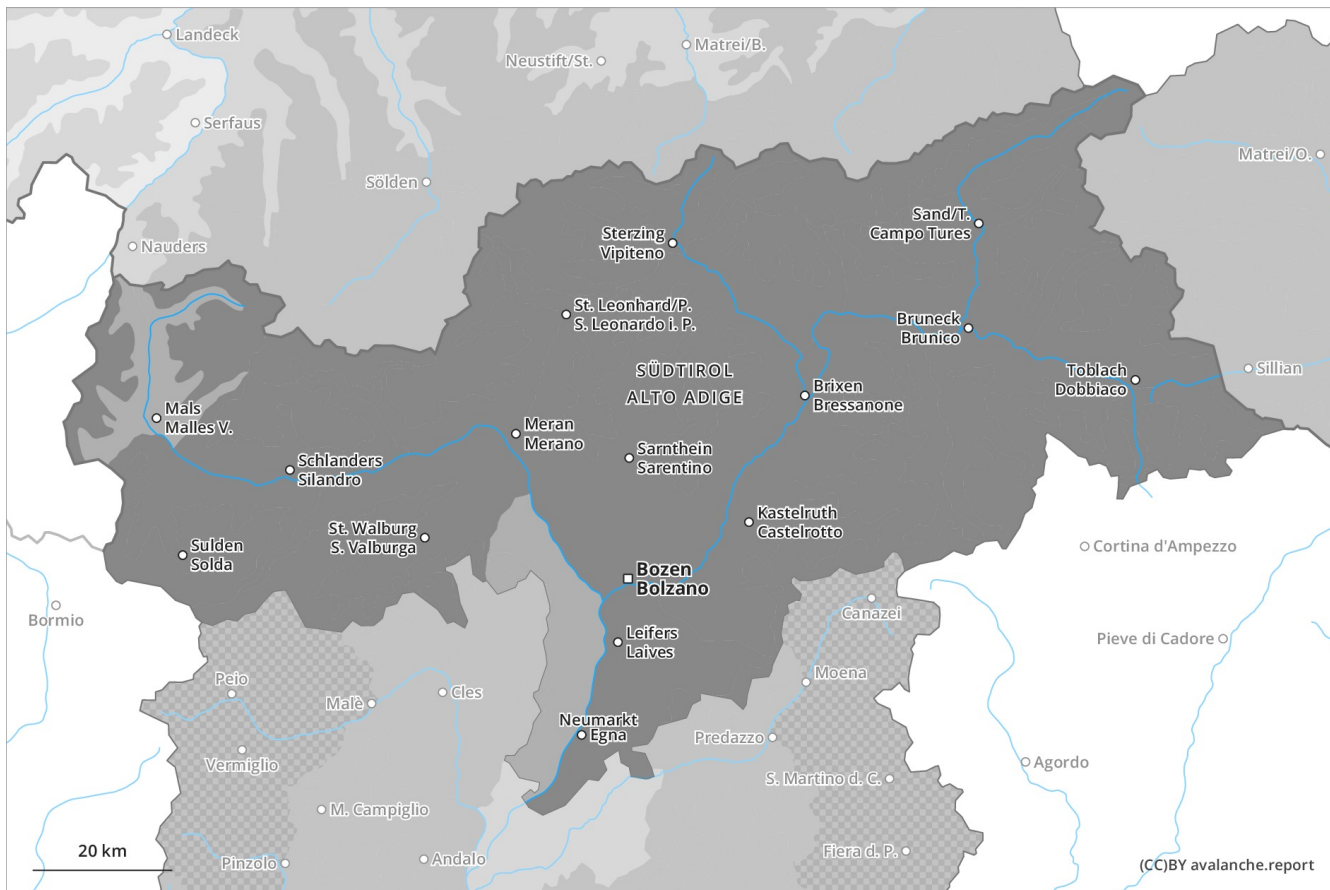 Landeck
Matrei/B.
Neustift/St.
Serfaus
Matrei/O.
Sölden
Sand/T.
Campo Tures
Sterzing
Vipiteno
Nauders
St. Leonhard/P.
S. Leonardo i. P.
Bruneck
Brunico
SÜDTIROL
ALTO ADIGE
Toblach
Dobbiaco
Sillian
Brixen
Bressanone
Mals
Malles V.
Meran
Merano
Schlanders
Silandro
Sarnthein
Sarentino
Kastelruth
Castelrotto
St. Walburg
S. Valburga
Sulden
Solda
Cortina d'Ampezzo
Bozen
Bolzano
Bormio
Canazei
Leifers
Laives
Pieve di Cadore
Peio
Moena
Malè
Cles
Neumarkt
Egna
Predazzo
Vermiglio
Agordo
S. Martino d. C.
M. Campiglio
20 km
Andalo
Fiera d. P.
Pinzolo
(CC)BY avalanche.report